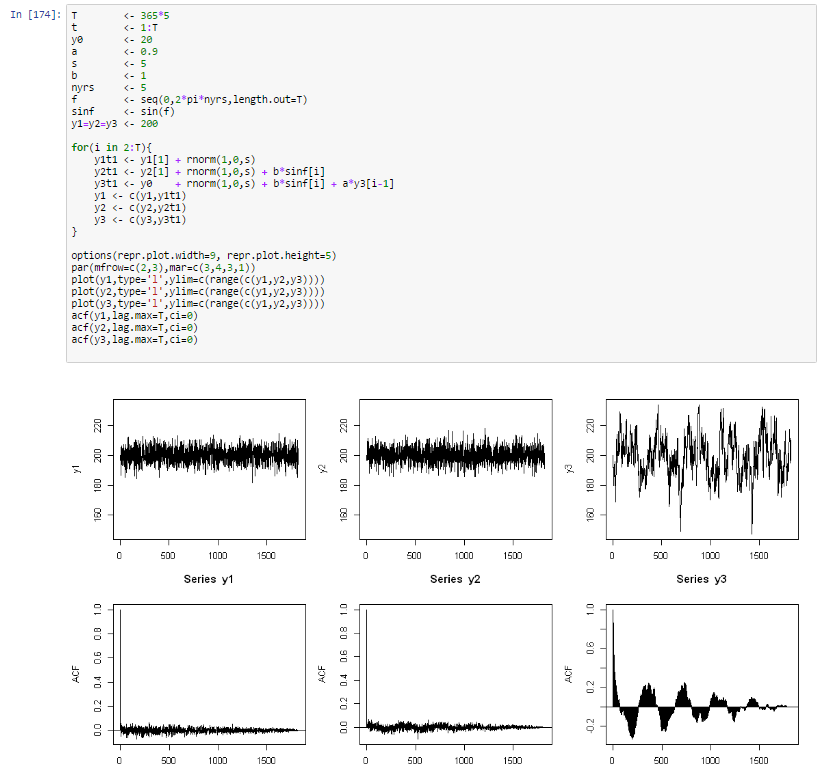 In [174]:
T <- 365*5
t <- 1:T
y0 <- 20
a <- 0.9
s <- 5
b <- 1
nyrs <- 5
f <- seq(0,2*pi*nyrs,length.out=T)
sinf <- sin(f)
y1=y2=y3 <- 200
for(i in 2:T){
y1t1 <- y1[1] + rnorm(1,0,s)
y2t1 <- y2[1] + rnorm(1,0,s) + b*sinf[i]
y3t1 <- y0 + rnorm(1,0,s) + b*sinf[i] + a*y3[i-1]
y1 <- c(y1,y1t1)
y2 <- c(y2,y2t1)
y3 <- c(y3,y3t1)
}
options(repr.plot.width=9, repr.plot.height=5)
par(mfrow=c(2,3),mar=c(3,4,3,1))
plot(y1,type='l',ylim=c(range(c(y1,y2,y3))))
plot(y2,type='l',ylim=c(range(c(y1,y2,y3))))
plot(y3,type='l',ylim=c(range(c(y1,y2,y3))))
acf(y1,lag.max=T,ci=0)
acf(y2,lag.max=T,ci=0)
acf(y3,lag.max=T,ci=0)
y1
160 180 200 220
0 500 1000 1500
y2
160 180 200 220
0 500 1000 1500
y3
160 180 200 220
0 500 1000 1500
Series y1
ACF
0.0 0.2 0.4 0.6 0.8 1.0
0 500 1000 1500
Series y2
ACF
0.0 0.2 0.4 0.6 0.8 1.0
0 500 1000 1500
Series y3
ACF
-0.2 0.2 0.6 1.0
0 500 1000 1500